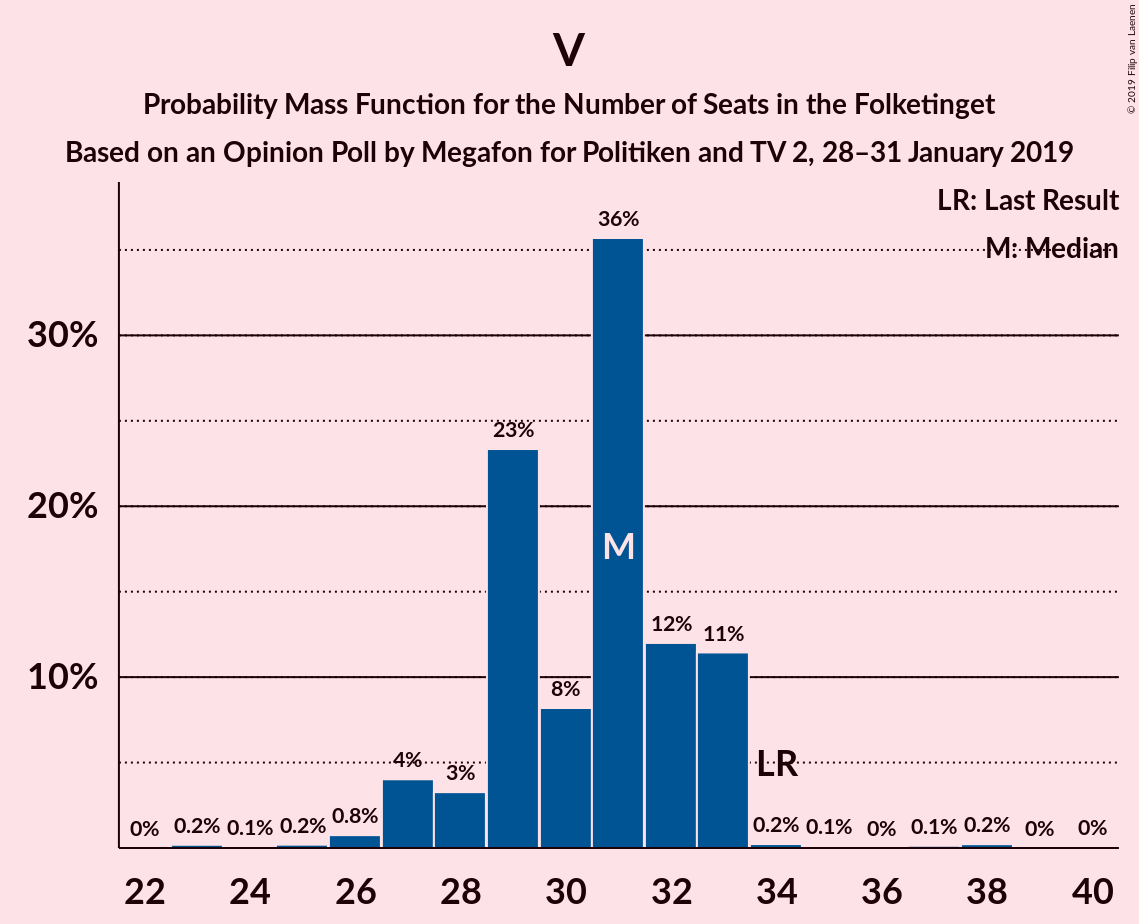 V
Probability Mass Function for the Number of Seats in the Folketinget
Based on an Opinion Poll by Megafon for Politiken and TV 2, 28–31 January 2019
© 2019 Filip van Laenen
LR: Last Result
M: Median
30%
20%
10%
0%
0.2%
0.1%
0.2%
0.8%
4%
3%
23%
8%
36%
M
12%
11%
LR
0.2%
0.1%
0%
0.1%
0.2%
0%
0%
22 24 26 28 30 32 34 36 38 40